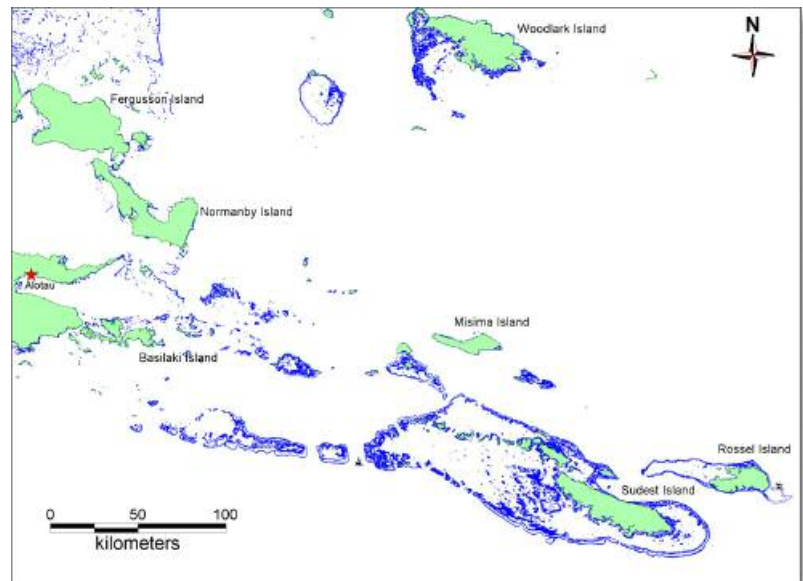 Woodlark Island
N
Fergusson Island
Normanby Island
Alotau
Misima Island
Basilaki Island
Rossel Island
Sudest Island
0 50 100
kilometers